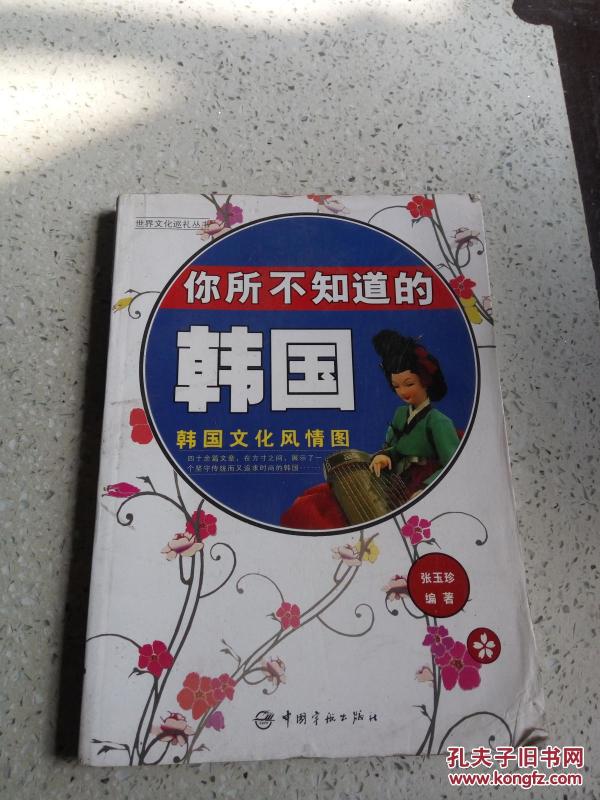 世界文化巡礼丛书
你所不知道的
韩国
韩国文化风情图
四十余篇文章，在方寸之间，展示了一
个坚守传统而又追求时尚的韩国……
张玉珍
编著
中国宇航出版社
孔夫子旧书网
www.kongfz.com